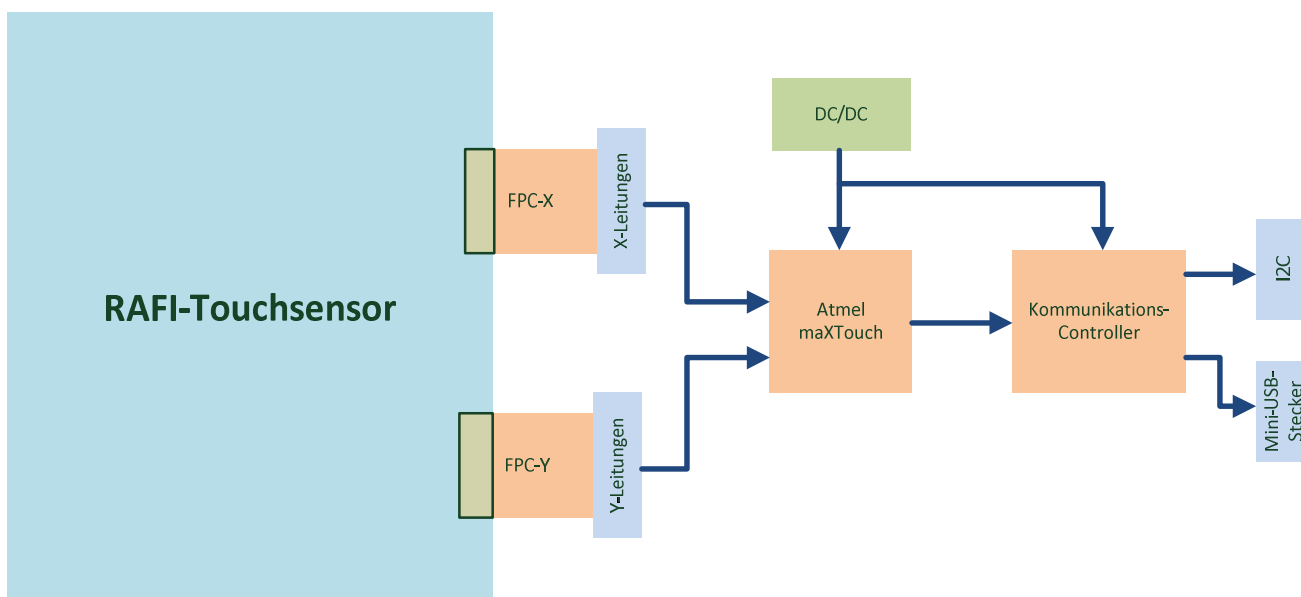 RAFI-Touchsensor
FPC-X
X-Leitungen
FPC-Y
Y-Leitungen
DC/DC
Atmel
maXTouch
Kommunikations-
Controller
I2C
Mini-USB-
Stecker